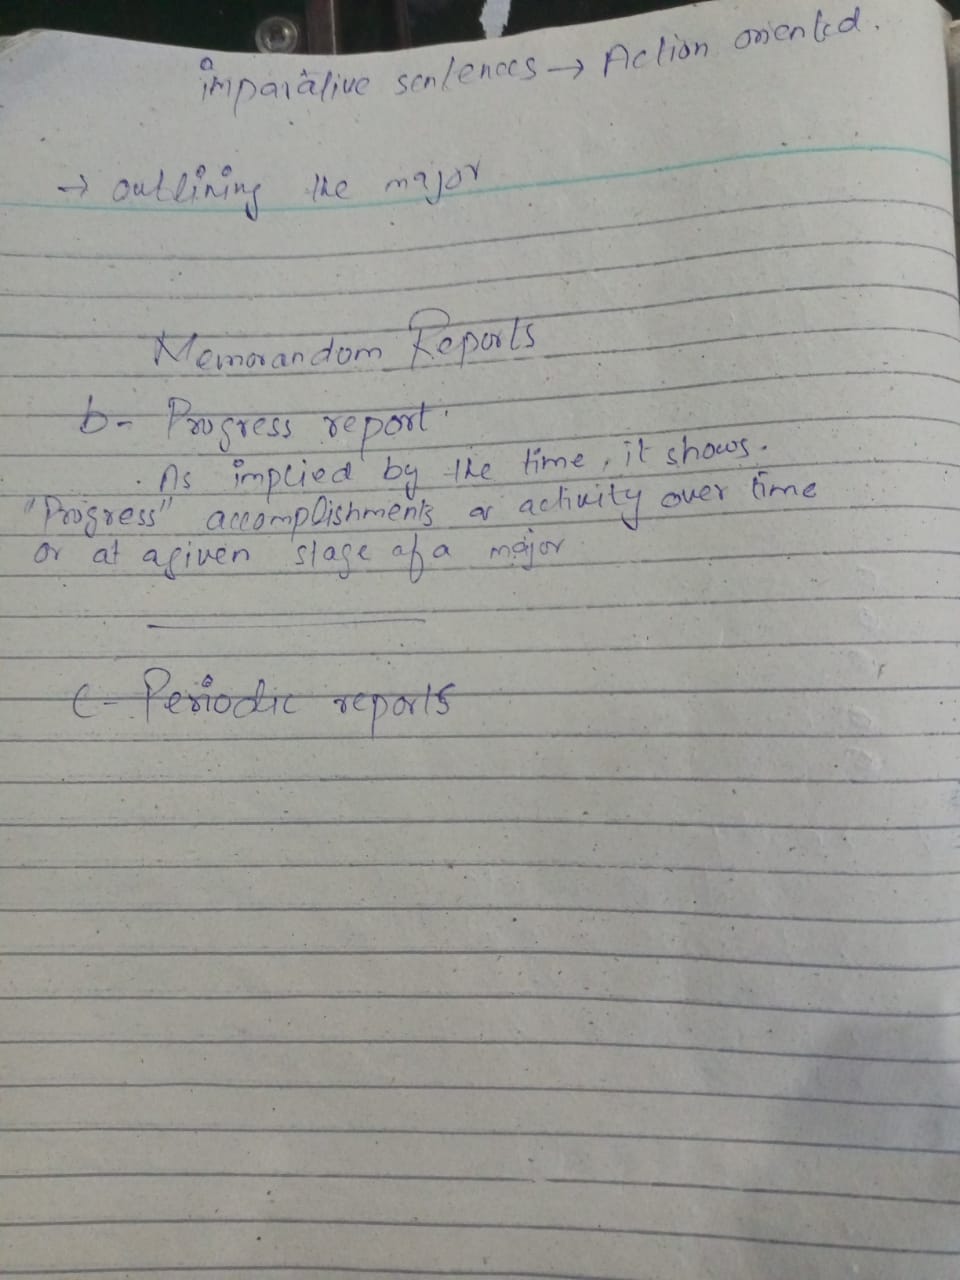 imparative sentences → Action oriented.
→ outlining the major
Memorandom Reports
b- Progress report.
. As implied by the time, it shows.
"Progress" accomplishments or activity over time
or at agiven stage of a major
c- Periodic reports